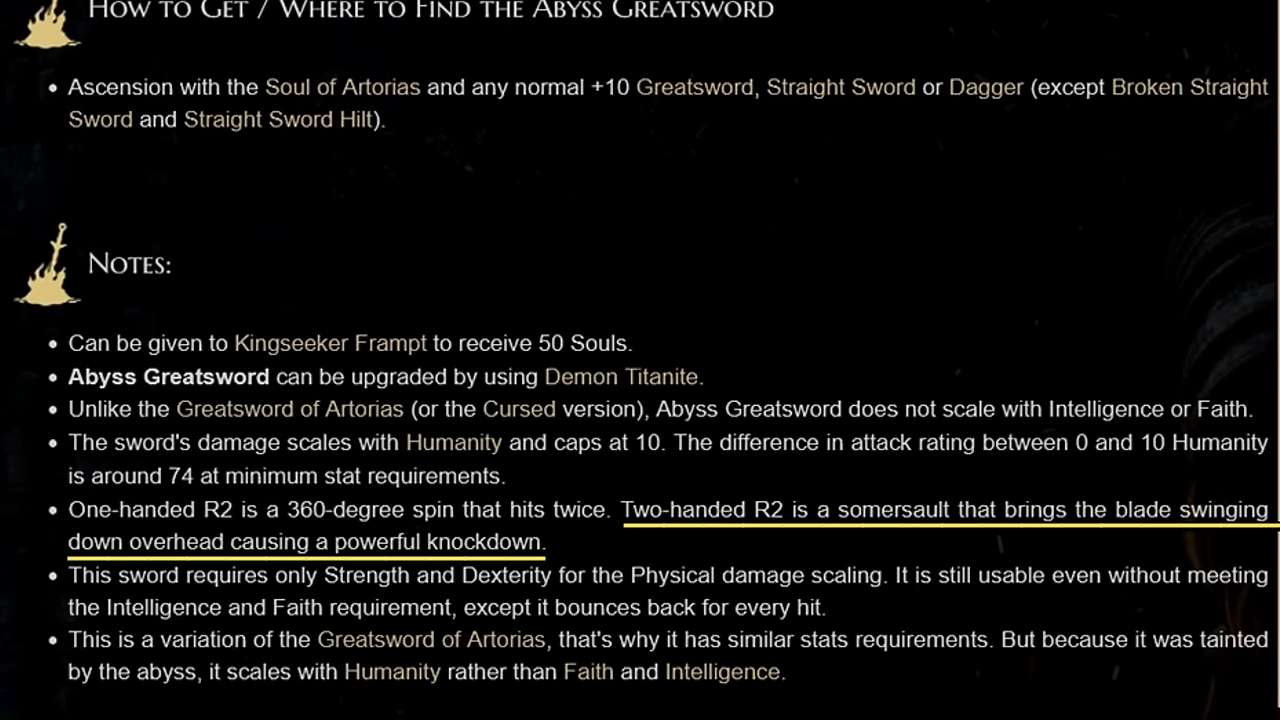 How to Get / Where to Find the Abyss Greatsword
• Ascension with the Soul of Artorias and any normal +10 Greatsword, Straight Sword or Dagger (except Broken Straight
Sword and Straight Sword Hilt).
Notes:
• Can be given to Kingseeker Frampt to receive 50 Souls.
• Abyss Greatsword can be upgraded by using Demon Titanite.
• Unlike the Greatsword of Artorias (or the Cursed version), Abyss Greatsword does not scale with Intelligence or Faith.
• The sword's damage scales with Humanity and caps at 10. The difference in attack rating between 0 and 10 Humanity
is around 74 at minimum stat requirements.
• One-handed R2 is a 360-degree spin that hits twice. Two-handed R2 is a somersault that brings the blade swinging
down overhead causing a powerful knockdown.
• This sword requires only Strength and Dexterity for the Physical damage scaling. It is still usable even without meeting
the Intelligence and Faith requirement, except it bounces back for every hit.
• This is a variation of the Greatsword of Artorias, that's why it has similar stats requirements. But because it was tainted
by the abyss, it scales with Humanity rather than Faith and Intelligence.